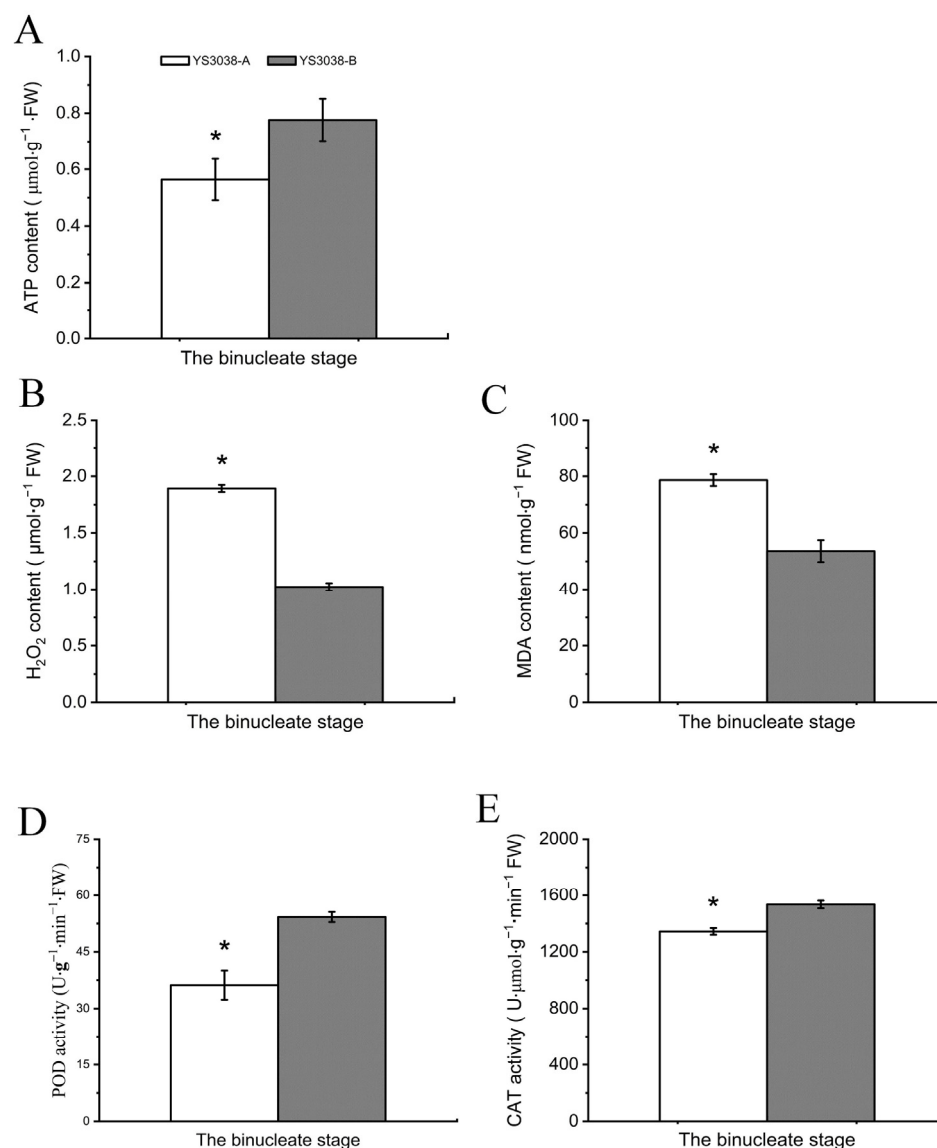 A
YS3038-A YS3038-B
ATP content ( μmol·g⁻¹ ·FW)
1.0
0.8
0.6
0.4
0.2
0.0
*
The binucleate stage
B
H₂O₂ content ( μmol·g⁻¹ FW)
2.5
2.0
1.5
1.0
0.5
0.0
*
The binucleate stage
C
MDA content ( nmol·g⁻¹ FW)
100
80
60
40
20
0
*
The binucleate stage
D
POD activity (U·g⁻¹·min⁻¹·FW)
75
60
45
30
15
0
*
The binucleate stage
E
CAT activity ( U·μmol·g⁻¹·min⁻¹ FW)
2000
1600
1200
800
400
0
*
The binucleate stage